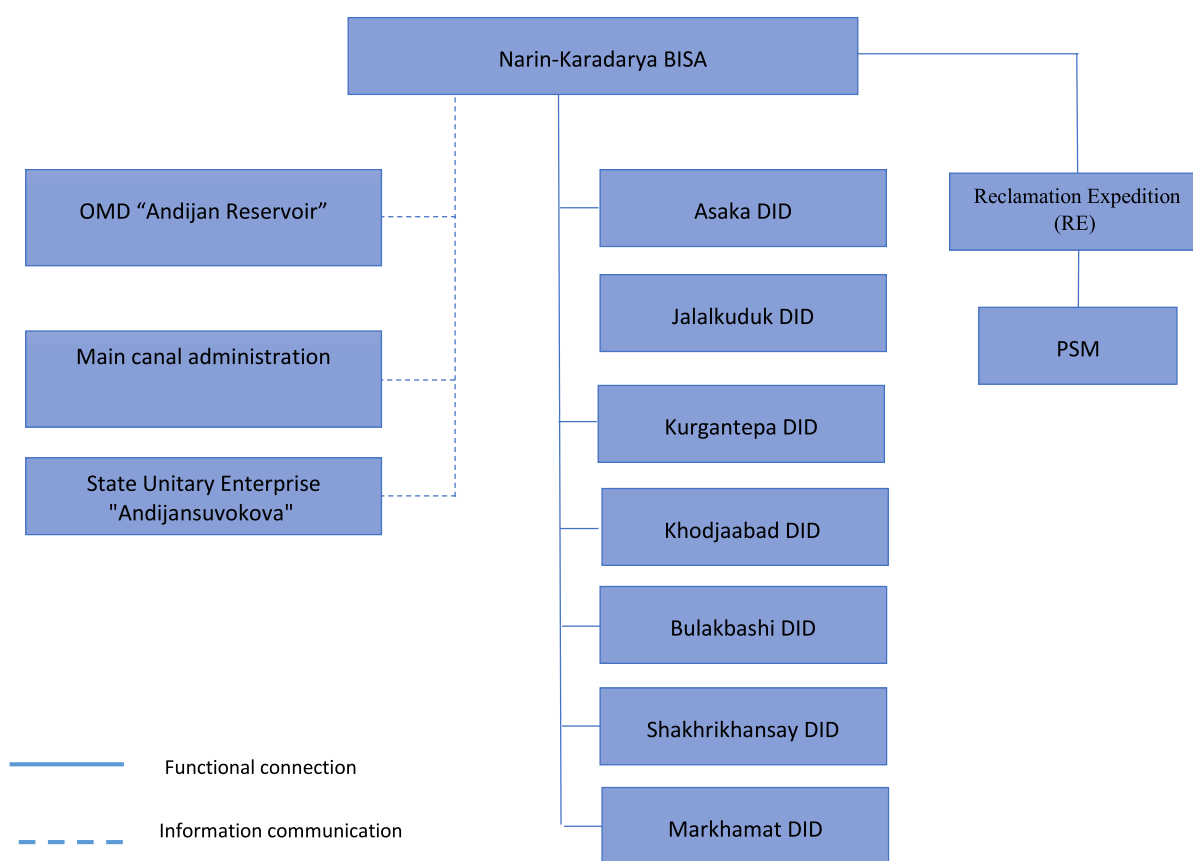 Narin-Karadarya BISA
OMD “Andijan Reservoir”
Main canal administration
State Unitary Enterprise
"Andijansuvokova"
Asaka DID
Jalalkuduk DID
Kurgantepa DID
Khodjaabad DID
Bulakbashi DID
Shakhrikhansay DID
Markhamat DID
Reclamation Expedition
(RE)
PSM
Functional connection
Information communication